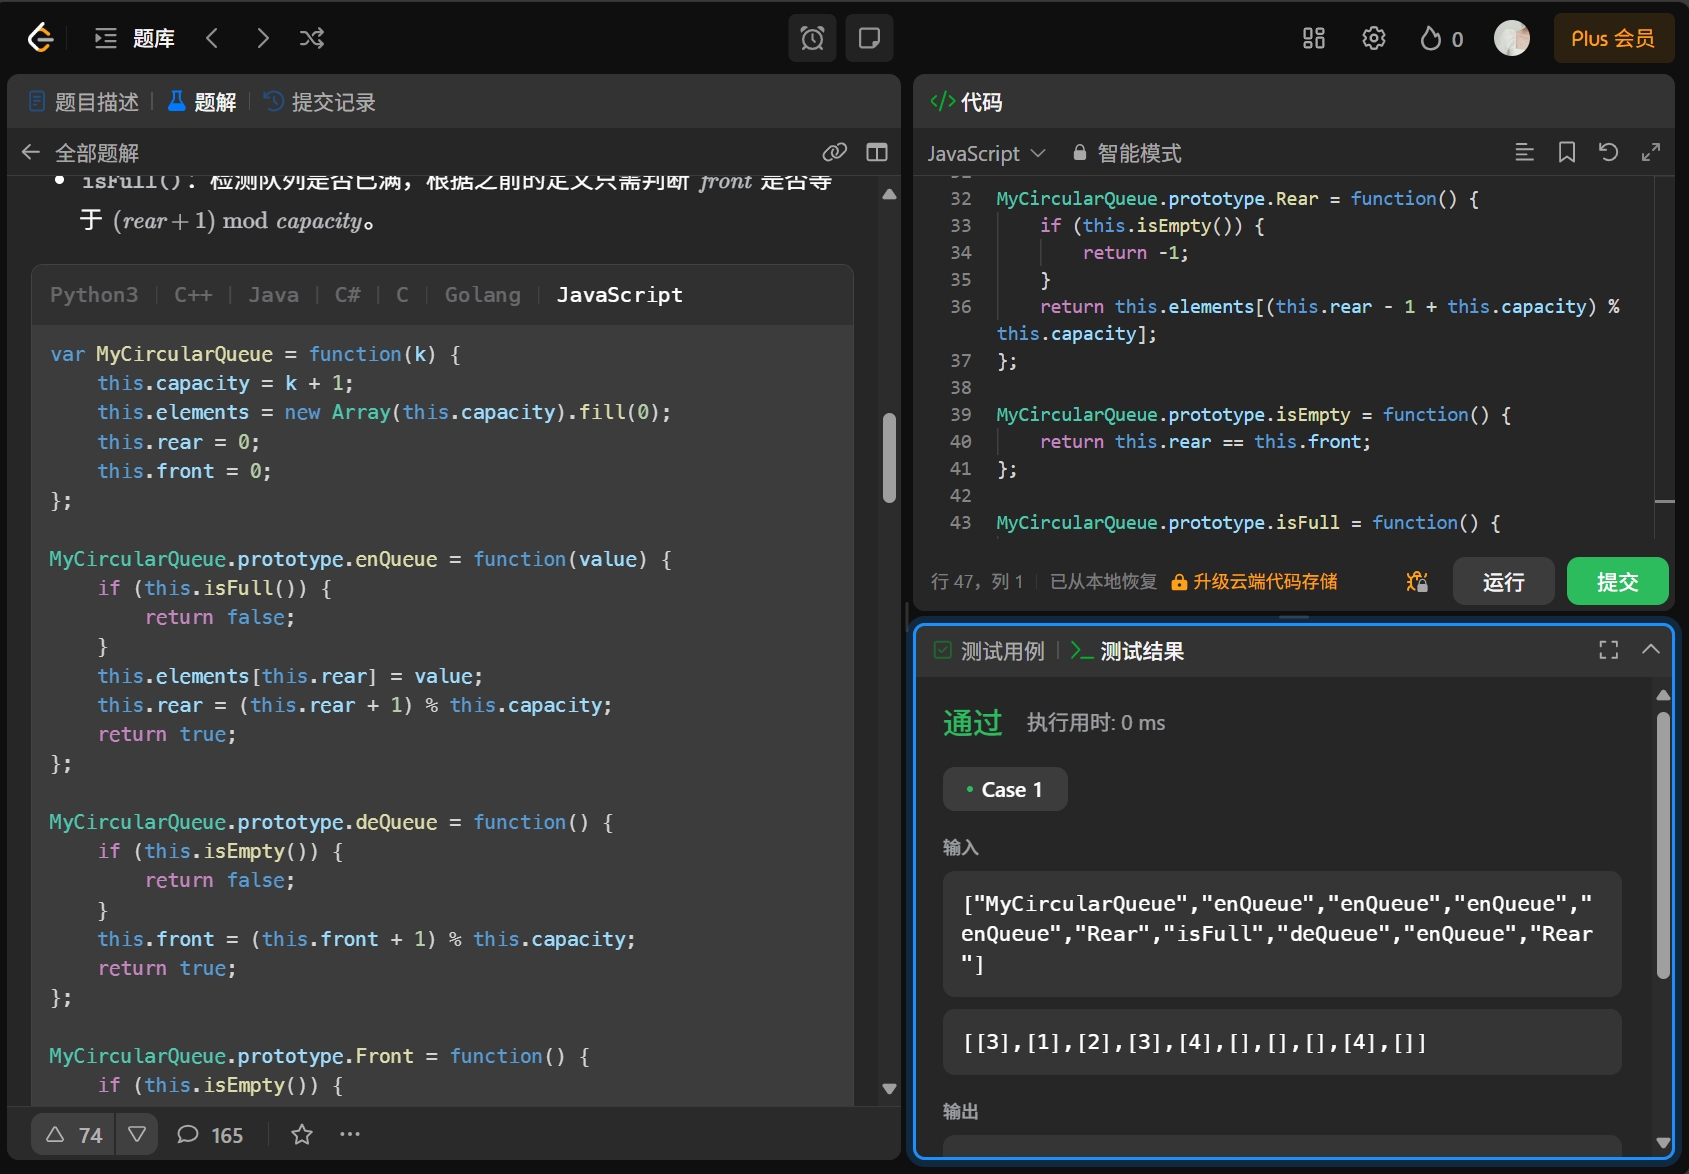 题库
0
Plus 会员
题目描述
题解
提交记录
全部题解
isFull()：检测队列是否已满，根据之前的定义只需判断 front 是否等
于 (rear + 1) mod capacity。
Python3
C++
Java
C#
C
Golang
JavaScript
var MyCircularQueue = function(k) {
    this.capacity = k + 1;
    this.elements = new Array(this.capacity).fill(0);
    this.rear = 0;
    this.front = 0;
};
MyCircularQueue.prototype.enQueue = function(value) {
    if (this.isFull()) {
        return false;
    }
    this.elements[this.rear] = value;
    this.rear = (this.rear + 1) % this.capacity;
    return true;
};
MyCircularQueue.prototype.deQueue = function() {
    if (this.isEmpty()) {
        return false;
    }
    this.front = (this.front + 1) % this.capacity;
    return true;
};
MyCircularQueue.prototype.Front = function() {
    if (this.isEmpty()) {
74
165
代码
JavaScript
智能模式
32 MyCircularQueue.prototype.Rear = function() {
33     if (this.isEmpty()) {
34         return -1;
35     }
36     return this.elements[(this.rear - 1 + this.capacity) %
this.capacity];
37 };
38
39 MyCircularQueue.prototype.isEmpty = function() {
40     return this.rear == this.front;
41 };
42
43 MyCircularQueue.prototype.isFull = function() {
行 47，列 1
已从本地恢复
升级云端代码存储
运行
提交
测试用例
测试结果
通过
执行用时: 0 ms
Case 1
输入
["MyCircularQueue","enQueue","enQueue","enQueue","
enQueue","Rear","isFull","deQueue","enQueue","Rear
"]
[[3],[1],[2],[3],[4],[],[],[],[4],[]]
输出